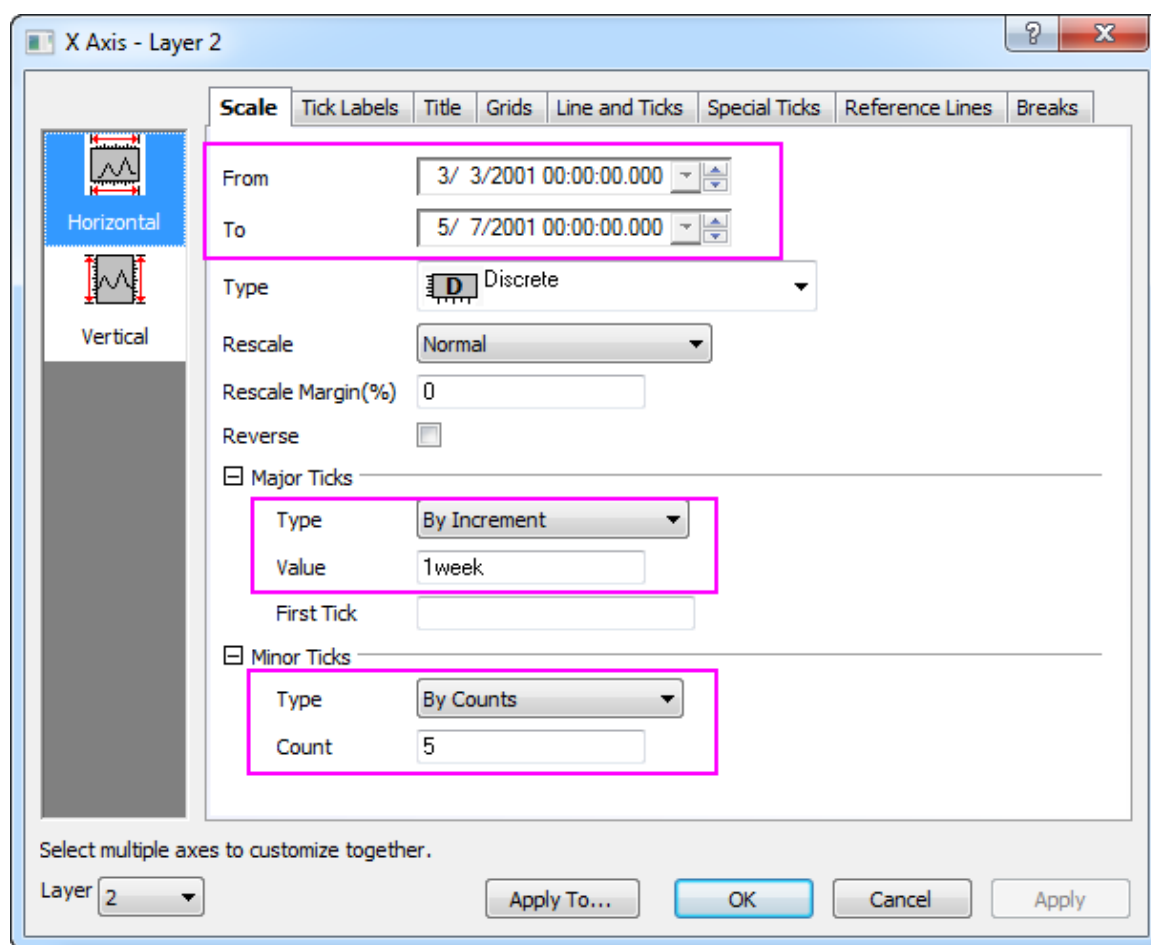 X Axis - Layer 2
Scale Tick Labels Title Grids Line and Ticks Special Ticks Reference Lines Breaks
Horizontal
Vertical
From 3/ 3/2001 00:00:00.000
To 5/ 7/2001 00:00:00.000
Type D Discrete
Rescale Normal
Rescale Margin(%) 0
Reverse
Major Ticks
Type By Increment
Value 1week
First Tick
Minor Ticks
Type By Counts
Count 5
Select multiple axes to customize together.
Layer 2 Apply To... OK Cancel Apply